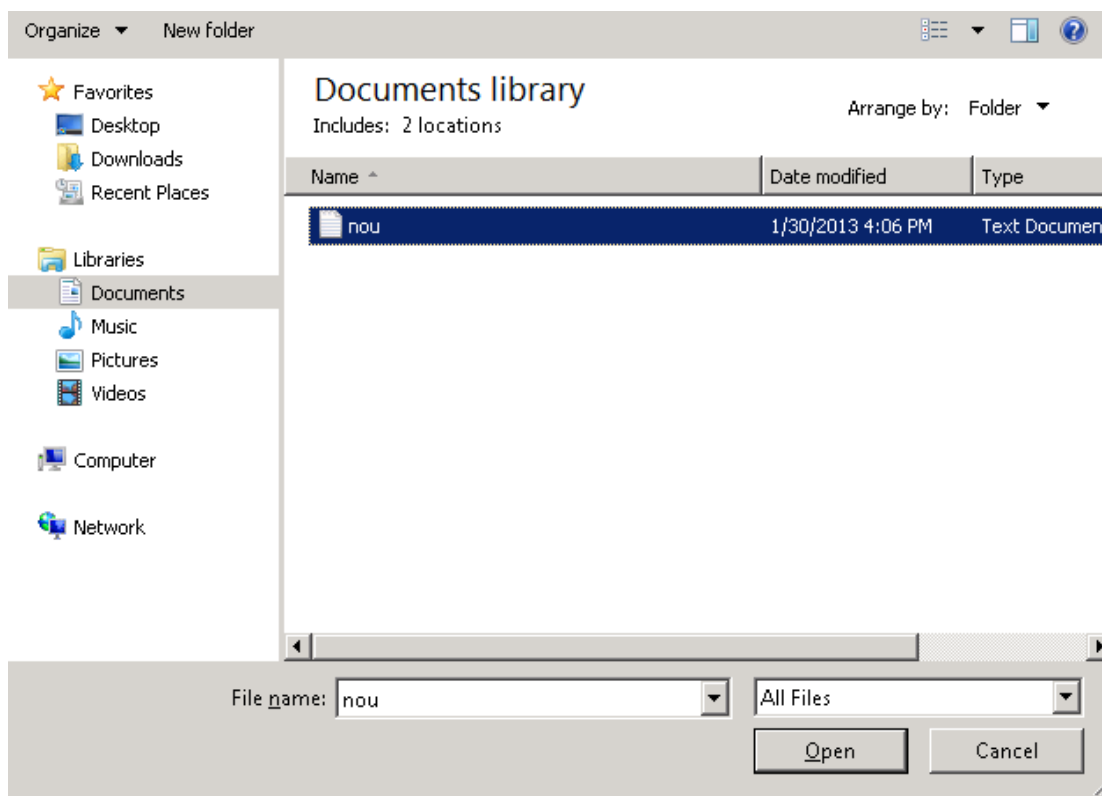 Organize New folder
Favorites
Desktop
Downloads
Recent Places
Libraries
Documents
Music
Pictures
Videos
Computer
Network
Documents library
Includes: 2 locations
Arrange by: Folder
Name Date modified Type
nou 1/30/2013 4:06 PM Text Documen
File name: nou All Files
Open Cancel